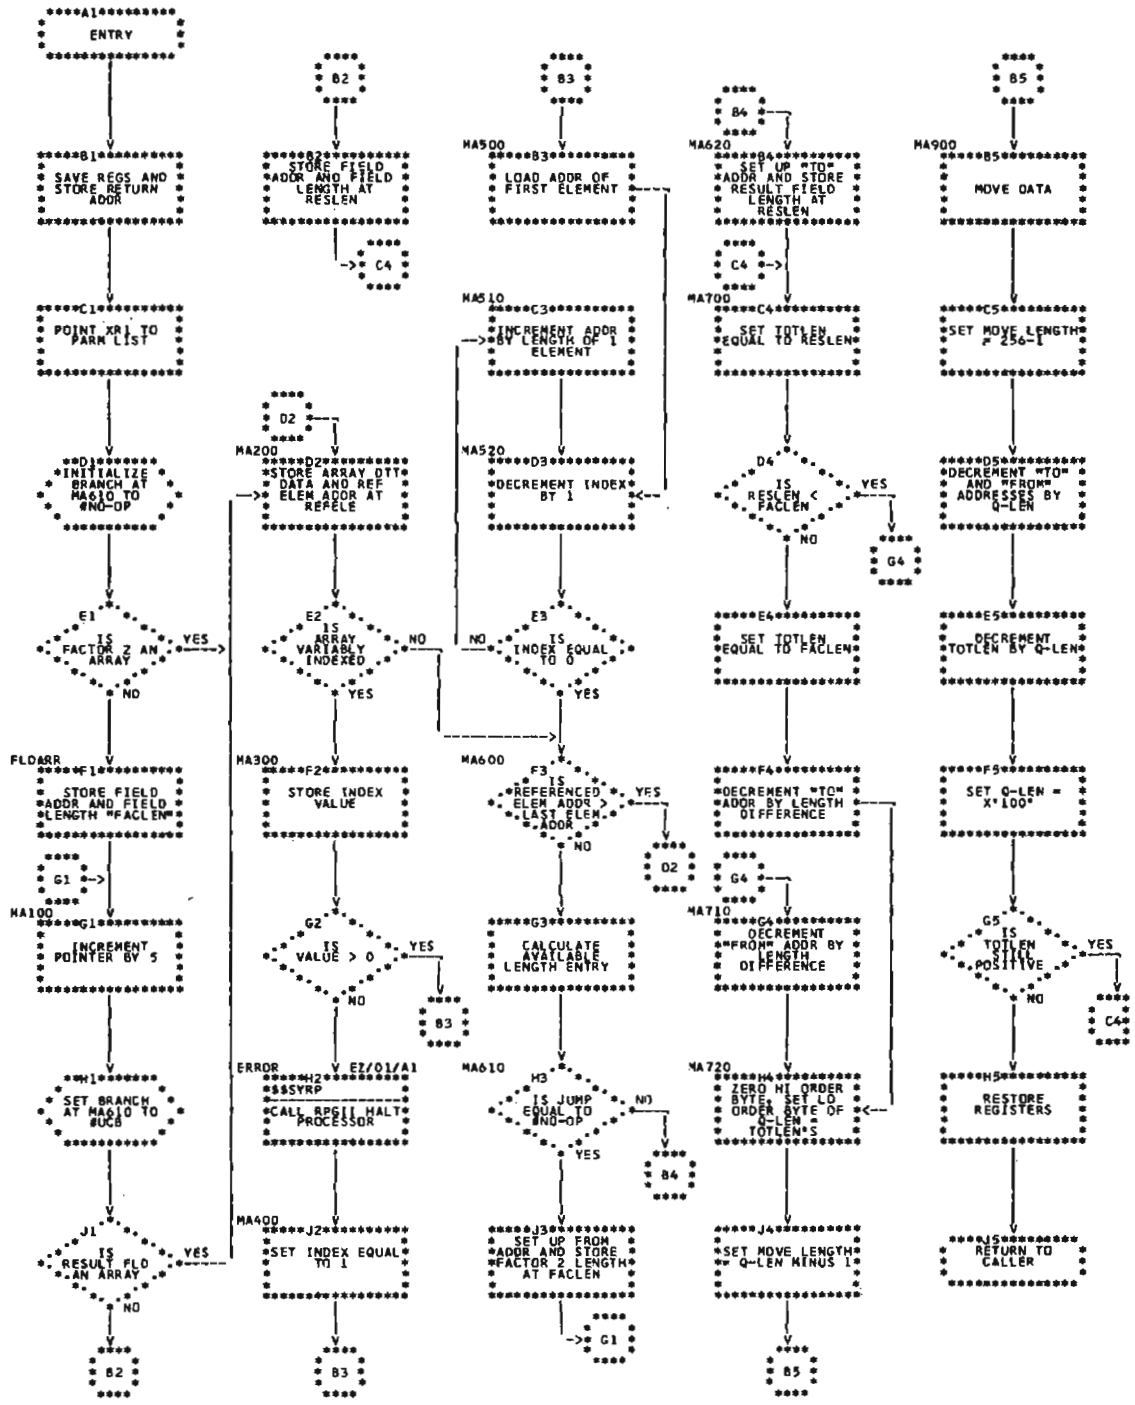 A1
ENTRY
B1
SAVE REGS AND
STORE RETURN
ADDR
C1
POINT XR1 TO
PARM LIST
D1
INITIALIZE
BRANCH AT
MA610 TO
#NO-OP
E1
IS
FACTOR 2 AN
ARRAY
YES
NO
FLDARR
F1
STORE FIELD
ADDR AND FIELD
LENGTH "FACLEN"
G1
MA100
G1
INCREMENT
POINTER BY 5
H1
SET BRANCH
AT MA610 TO
#UCB
J1
IS
RESULT FLD
AN ARRAY
YES
NO
B2
B2
B2
STORE FIELD
ADDR AND FIELD
LENGTH AT
RESLEN
C4
D2
MA200
D2
STORE ARRAY DTT
DATA AND REF
ELEM ADDR AT
REFELE
E2
IS
ARRAY
VARIABLY
INDEXED
NO
YES
MA300
F2
STORE INDEX
VALUE
G2
IS
VALUE > 0
YES
NO
B3
ERROR
EZ/01/A1
H2
$$SYRP
CALL RPGII HALT
PROCESSOR
MA400
J2
SET INDEX EQUAL
TO 1
B3
B3
MA500
B3
LOAD ADDR OF
FIRST ELEMENT
MA510
C3
INCREMENT ADDR
BY LENGTH OF 1
ELEMENT
MA520
D3
DECREMENT INDEX
BY 1
E3
IS
INDEX EQUAL
TO 0
NO
YES
MA600
F3
IS
REFERENCED
ELEM ADDR >
LAST ELEM
ADDR
YES
NO
D2
G3
CALCULATE
AVAILABLE
LENGTH ENTRY
MA610
H3
IS JUMP
EQUAL TO
#NO-OP
NO
YES
B4
J3
SET UP FROM
ADDR AND STORE
FACTOR 2 LENGTH
AT FACLEN
G1
B4
MA620
B4
SET UP "TO"
ADDR AND STORE
RESULT FIELD
LENGTH AT
RESLEN
C4
MA700
C4
SET TOTLEN
EQUAL TO RESLEN
D4
IS
RESLEN <
FACLEN
YES
NO
G4
E4
SET TOTLEN
EQUAL TO FACLEN
F4
DECREMENT "TO"
ADDR BY LENGTH
DIFFERENCE
G4
MA710
G4
DECREMENT
"FROM" ADDR BY
LENGTH
DIFFERENCE
MA720
H4
ZERO HI ORDER
BYTE, SET LO
ORDER BYTE OF
Q-LEN =
TOTLEN'S
J4
SET MOVE LENGTH
= Q-LEN MINUS 1
B5
B5
MA900
B5
MOVE DATA
C5
SET MOVE LENGTH
= 256-1
D5
DECREMENT "TO"
AND "FROM"
ADDRESSES BY
Q-LEN
E5
DECREMENT
TOTLEN BY Q-LEN
F5
SET Q-LEN =
X'100'
G5
IS
TOTLEN
STILL
POSITIVE
YES
NO
C4
H5
RESTORE
REGISTERS
J5
RETURN TO
CALLER